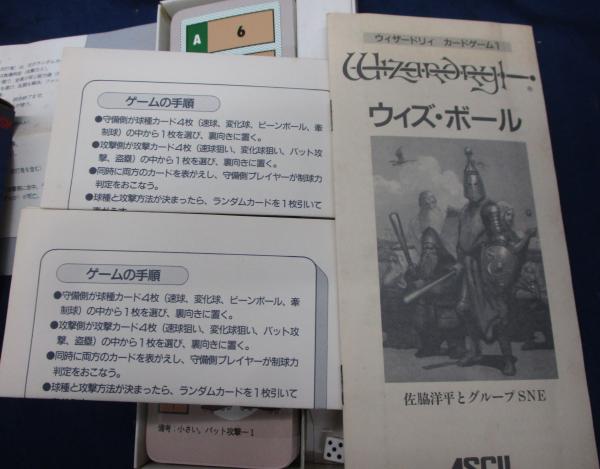 A 6
ウィザードリィ カードゲーム1
Wizardry
®
ウィズ・ボール
佐脇洋平とグループSNE
ASCII
ゲームの手順
●守備側が球種カード4枚（速球、変化球、ビーンボール、牽
制球）の中から1枚を選び、裏向きに置く。
●攻撃側が攻撃カード4枚（速球狙い、変化球狙い、バット攻
撃、盗塁）の中から1枚を選び、裏向きに置く。
●同時に両方のカードを表がえし、守備側プレイヤーが制球力
判定をおこなう。
●球種と攻撃方法が決まったら、ランダムカードを1枚引いて
ゲームの手順
●守備側が球種カード4枚（速球、変化球、ビーンボール、牽
制球）の中から1枚を選び、裏向きに置く。
●攻撃側が攻撃カード4枚（速球狙い、変化球狙い、バット攻
撃、盗塁）の中から1枚を選び、裏向きに置く。
●同時に両方のカードを表がえし、守備側プレイヤーが制球力
判定をおこなう。
●球種と攻撃方法が決まったら、ランダムカードを1枚引いて
備考：小さい。バット攻撃－1